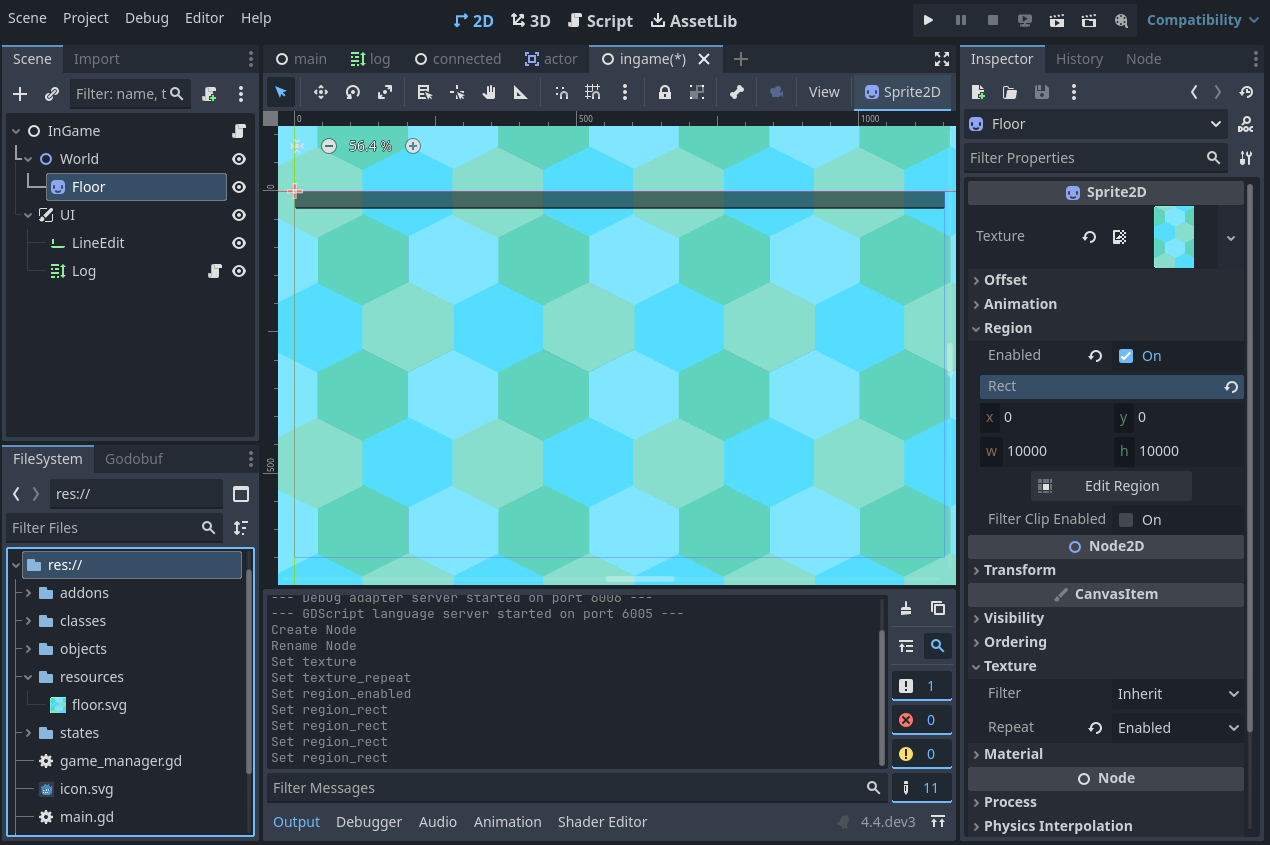 Scene Project Debug Editor Help
2D 3D Script AssetLib
Compatibility
Scene Import
Filter: name, t
InGame
World
Floor
UI
LineEdit
Log
FileSystem Godobuf
res://
Filter Files
res://
addons
classes
objects
resources
floor.svg
states
game_manager.gd
icon.svg
main.gd
main log connected actor ingame(*)
View Sprite2D
0 500 1000
56.4 %
0
500
--- Debug adapter server started on port 6006 ---
--- GDScript language server started on port 6005 ---
Create Node
Rename Node
Set texture
Set texture_repeat
Set region_enabled
Set region_rect
Set region_rect
Set region_rect
Set region_rect
1
0
0
11
Filter Messages
Output Debugger Audio Animation Shader Editor 4.4.dev3
Inspector History Node
Floor
Filter Properties
Sprite2D
Texture
Offset
Animation
Region
Enabled On
Rect
x 0 y 0
w 10000 h 10000
Edit Region
Filter Clip Enabled On
Node2D
Transform
CanvasItem
Visibility
Ordering
Texture
Filter Inherit
Repeat Enabled
Material
Node
Process
Physics Interpolation